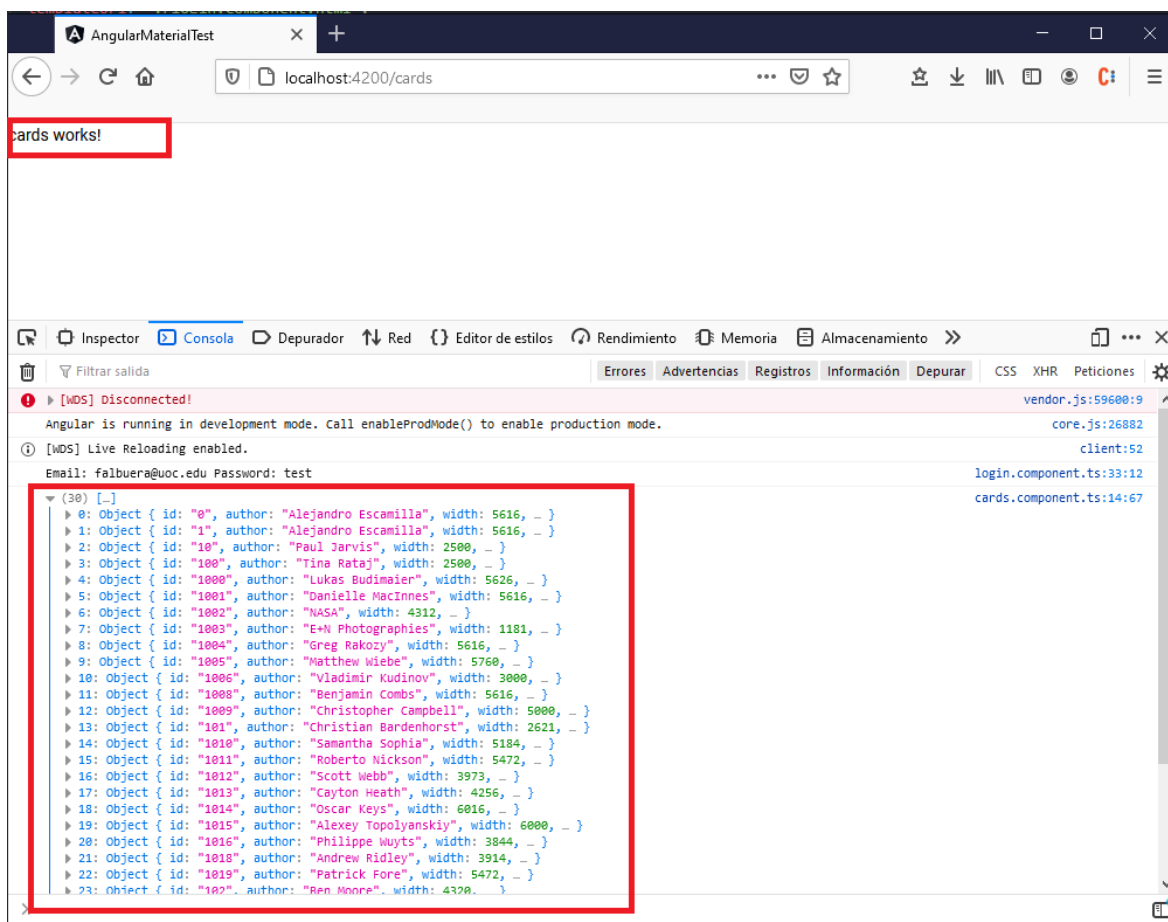 AngularMaterialTest
localhost:4200/cards
cards works!
Inspector Consola Depurador Red Editor de estilos Rendimiento Memoria Almacenamiento
Filtrar salida Errores Advertencias Registros Información Depurar CSS XHR Peticiones
[WDS] Disconnected! vendor.js:59600:9
Angular is running in development mode. Call enableProdMode() to enable production mode. core.js:26882
[WDS] Live Reloading enabled. client:52
Email: falbuera@uoc.edu Password: test login.component.ts:33:12
(30) […] cards.component.ts:14:67
0: Object { id: "0", author: "Alejandro Escamilla", width: 5616, … }
1: Object { id: "1", author: "Alejandro Escamilla", width: 5616, … }
2: Object { id: "10", author: "Paul Jarvis", width: 2500, … }
3: Object { id: "100", author: "Tina Rataj", width: 2500, … }
4: Object { id: "1000", author: "Lukas Budimaier", width: 5626, … }
5: Object { id: "1001", author: "Danielle MacInnes", width: 5616, … }
6: Object { id: "1002", author: "NASA", width: 4312, … }
7: Object { id: "1003", author: "E+N Photographies", width: 1181, … }
8: Object { id: "1004", author: "Greg Rakozy", width: 5616, … }
9: Object { id: "1005", author: "Matthew Wiebe", width: 5760, … }
10: Object { id: "1006", author: "Vladimir Kudinov", width: 3000, … }
11: Object { id: "1008", author: "Benjamin Combs", width: 5616, … }
12: Object { id: "1009", author: "Christopher Campbell", width: 5000, … }
13: Object { id: "101", author: "Christian Bardenhorst", width: 2621, … }
14: Object { id: "1010", author: "Samantha Sophia", width: 5184, … }
15: Object { id: "1011", author: "Roberto Nickson", width: 5472, … }
16: Object { id: "1012", author: "Scott Webb", width: 3973, … }
17: Object { id: "1013", author: "Cayton Heath", width: 4256, … }
18: Object { id: "1014", author: "Oscar Keys", width: 6016, … }
19: Object { id: "1015", author: "Alexey Topolyanskiy", width: 6000, … }
20: Object { id: "1016", author: "Philippe Wuyts", width: 3844, … }
21: Object { id: "1018", author: "Andrew Ridley", width: 3914, … }
22: Object { id: "1019", author: "Patrick Fore", width: 5472, … }
23: Object { id: "102", author: "Ben Moore", width: 4320, }